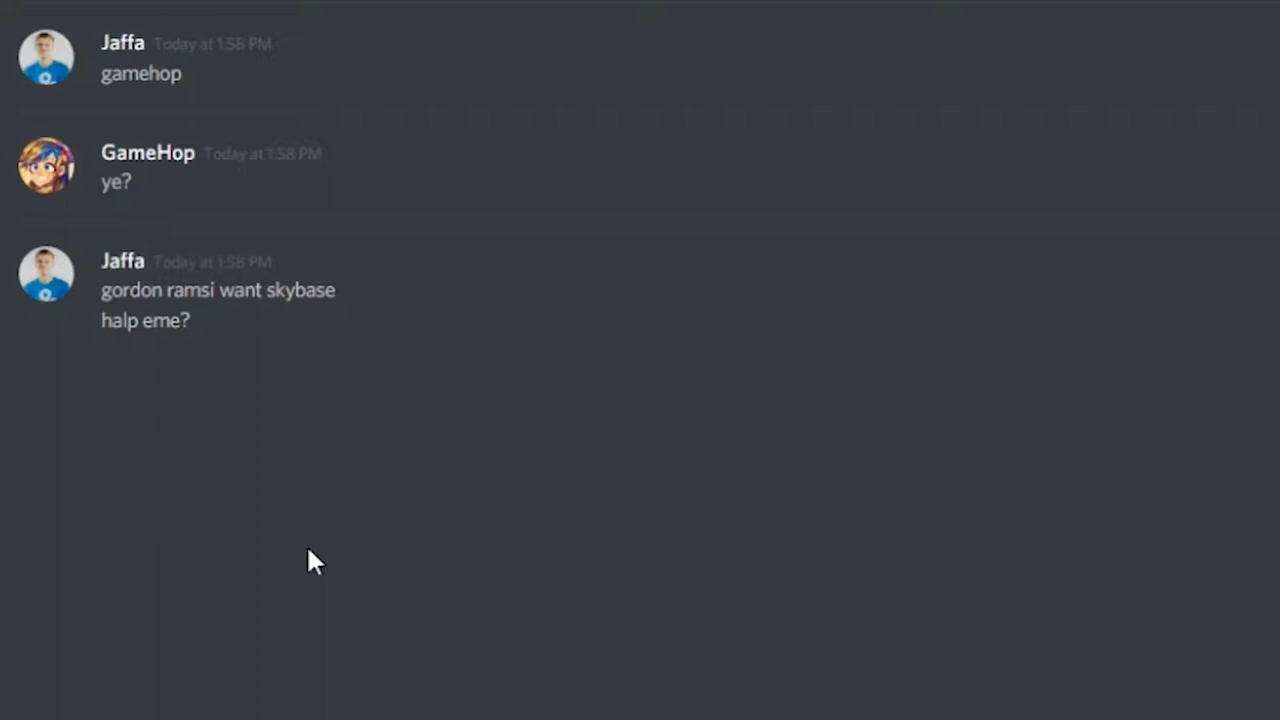 Jaffa Today at 1:58 PM
gamehop
GameHop Today at 1:58 PM
ye?
Jaffa Today at 1:58 PM
gordon ramsi want skybase
halp eme?